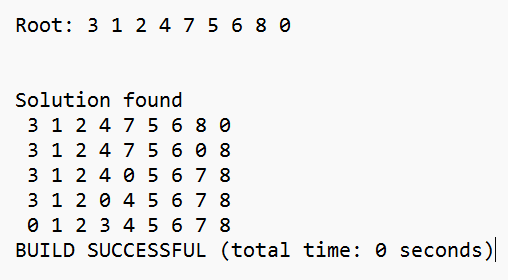 Root: 3 1 2 4 7 5 6 8 0
Solution found
3 1 2 4 7 5 6 8 0
3 1 2 4 7 5 6 0 8
3 1 2 4 0 5 6 7 8
3 1 2 0 4 5 6 7 8
0 1 2 3 4 5 6 7 8
BUILD SUCCESSFUL (total time: 0 seconds)